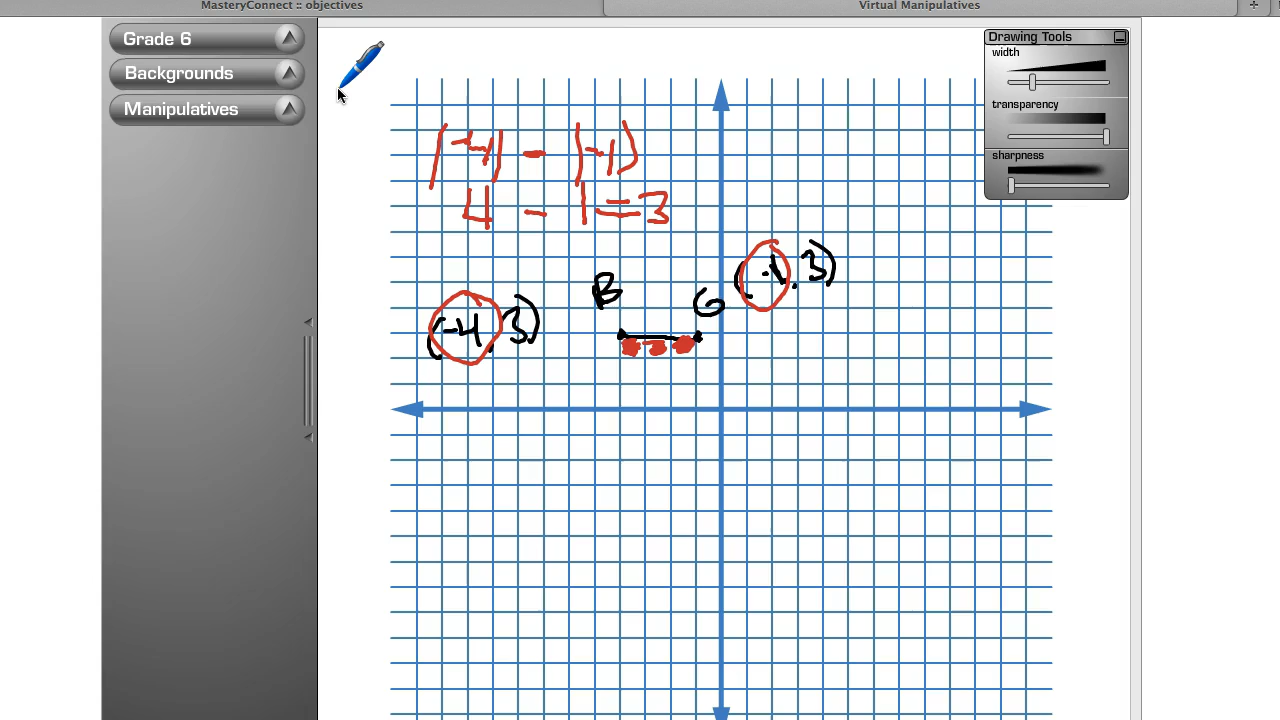 MasteryConnect :: objectives
Virtual Manipulatives
Grade 6
Backgrounds
Manipulatives
Drawing Tools
width
transparency
sharpness
|-4| - |-1|
4 - 1 = 3
(-1, 3)
B
G
(-4, 3)